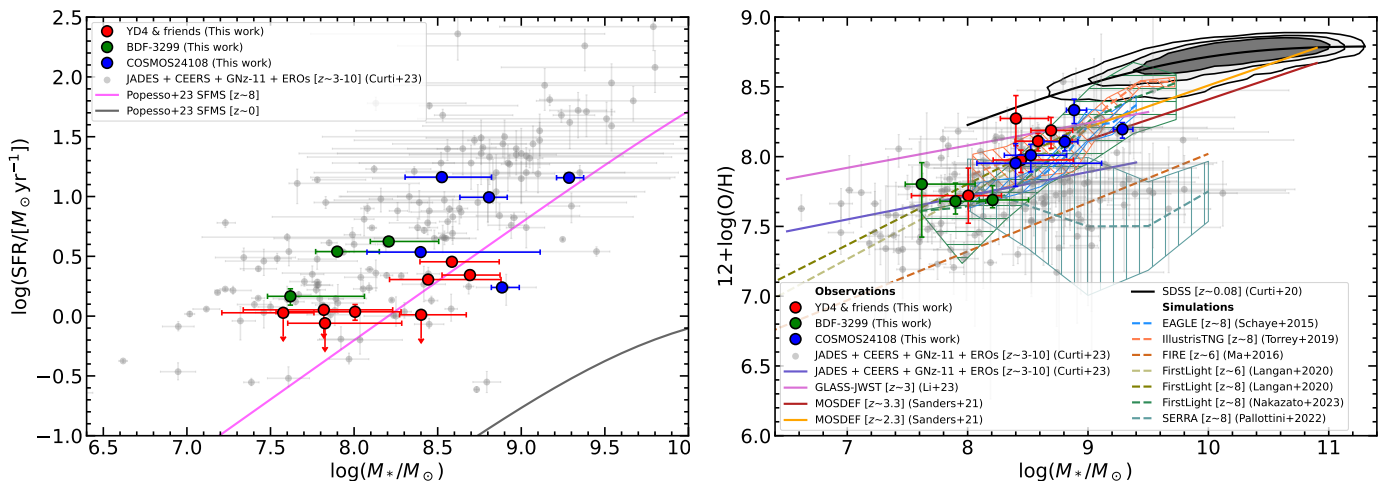 2.5
2.0
1.5
1.0
0.5
0.0
−0.5
−1.0
log(SFR/[M⊙yr⁻¹])
YD4 & friends (This work)
BDF-3299 (This work)
COSMOS24108 (This work)
JADES + CEERS + GNz-11 + EROs [z~3-10] (Curti+23)
Popesso+23 SFMS [z~8]
Popesso+23 SFMS [z~0]
6.5 7.0 7.5 8.0 8.5 9.0 9.5 10
log(M*/M⊙)
9.0
8.5
8.0
7.5
7.0
6.5
6.0
12+log(O/H)
Observations
YD4 & friends (This work)
BDF-3299 (This work)
COSMOS24108 (This work)
JADES + CEERS + GNz-11 + EROs [z~3-10] (Curti+23)
JADES + CEERS + GNz-11 + EROs [z~3-10] (Curti+23)
GLASS-JWST [z~3] (Li+23)
MOSDEF [z~3.3] (Sanders+21)
MOSDEF [z~2.3] (Sanders+21)
SDSS [z~0.08] (Curti+20)
Simulations
EAGLE [z~8] (Schaye+2015)
IllustrisTNG [z~8] (Torrey+2019)
FIRE [z~6] (Ma+2016)
FirstLight [z~6] (Langan+2020)
FirstLight [z~8] (Langan+2020)
FirstLight [z~8] (Nakazato+2023)
SERRA [z~8] (Pallottini+2022)
7 8 9 10 11
log(M*/M⊙)